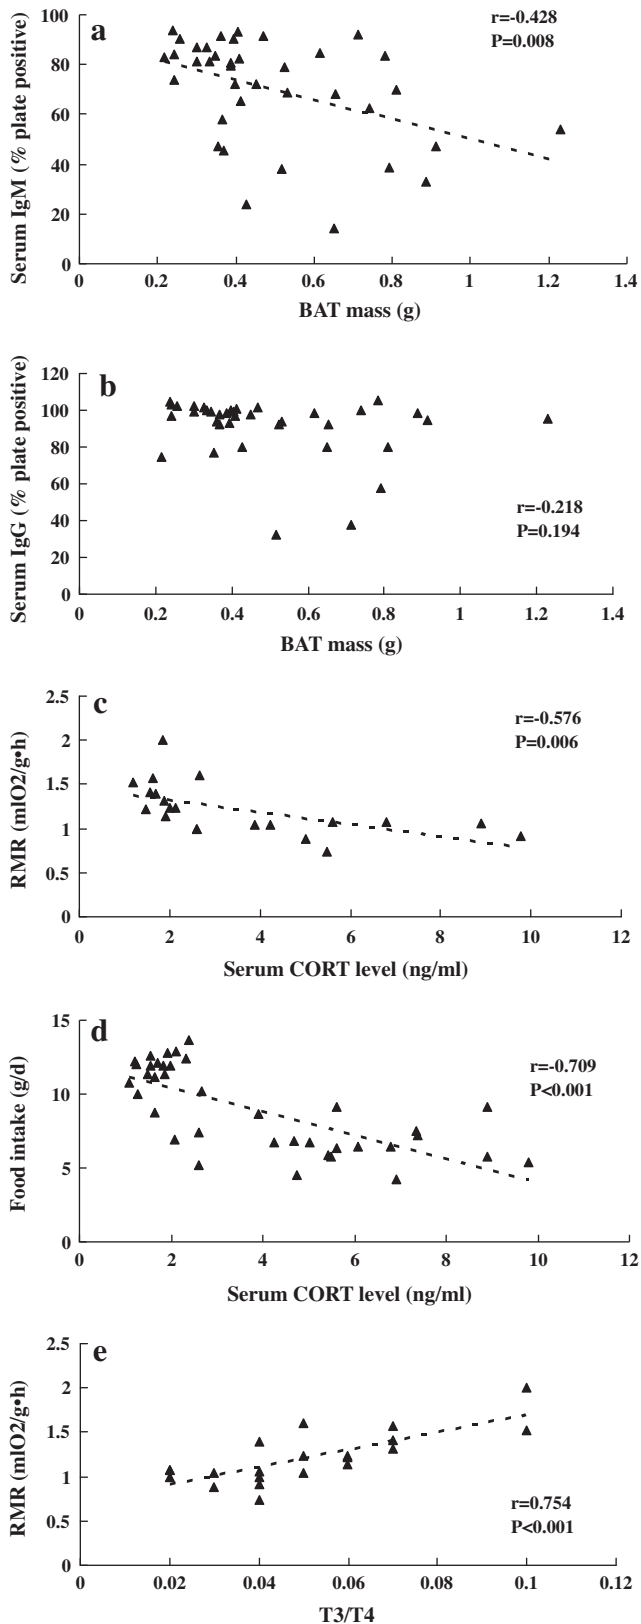 a
r=-0.428
P=0.008
Serum IgM (% plate positive)
100
80
60
40
20
0
0 0.2 0.4 0.6 0.8 1 1.2 1.4
BAT mass (g)
b
Serum IgG (% plate positive)
120
100
80
60
40
20
0
r=-0.218
P=0.194
0 0.2 0.4 0.6 0.8 1 1.2 1.4
BAT mass (g)
c
r=-0.576
P=0.006
RMR (mlO2/g•h)
2.5
2
1.5
1
0.5
0
0 2 4 6 8 10 12
Serum CORT level (ng/ml)
d
r=-0.709
P<0.001
Food intake (g/d)
15
10
5
0
0 2 4 6 8 10 12
Serum CORT level (ng/ml)
e
RMR (mlO2/g•h)
2.5
2
1.5
1
0.5
0
r=0.754
P<0.001
0 0.02 0.04 0.06 0.08 0.1 0.12
T3/T4